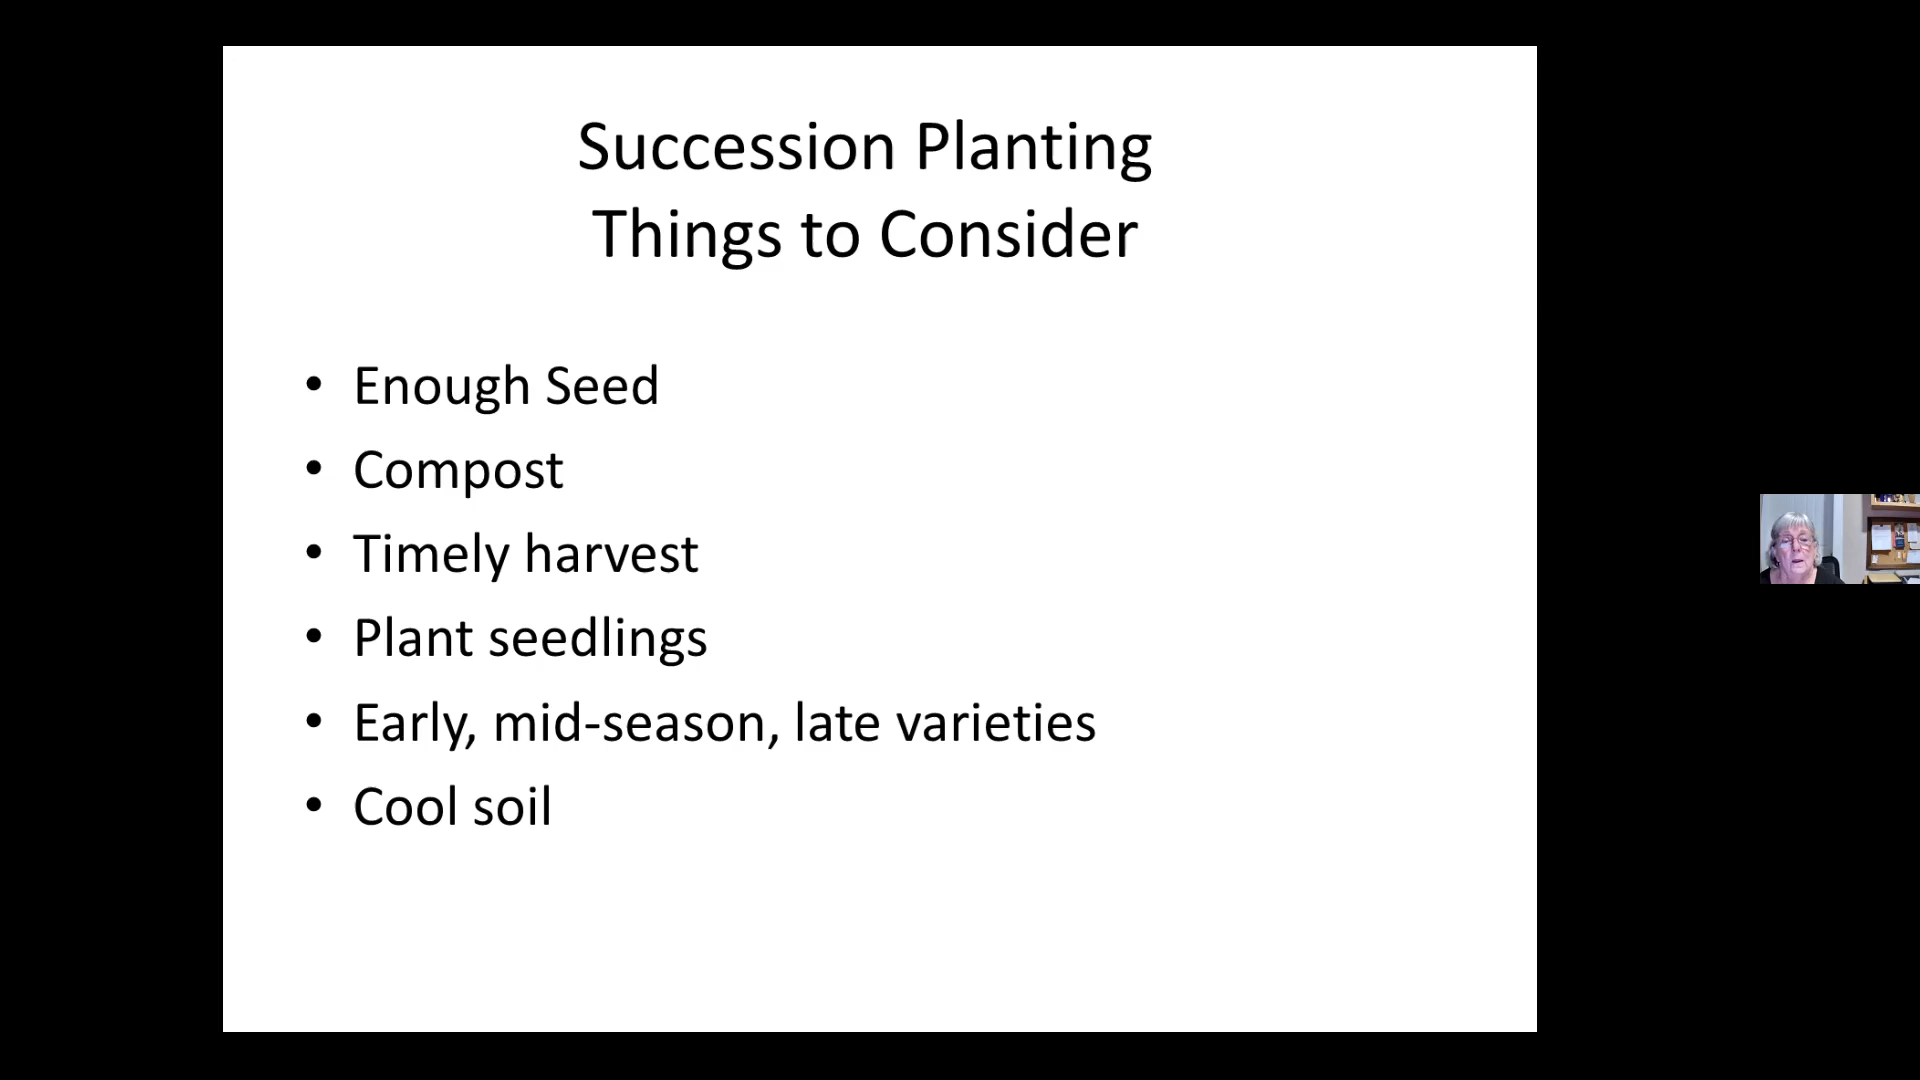 Succession Planting
Things to Consider
• Enough Seed
• Compost
• Timely harvest
• Plant seedlings
• Early, mid-season, late varieties
• Cool soil